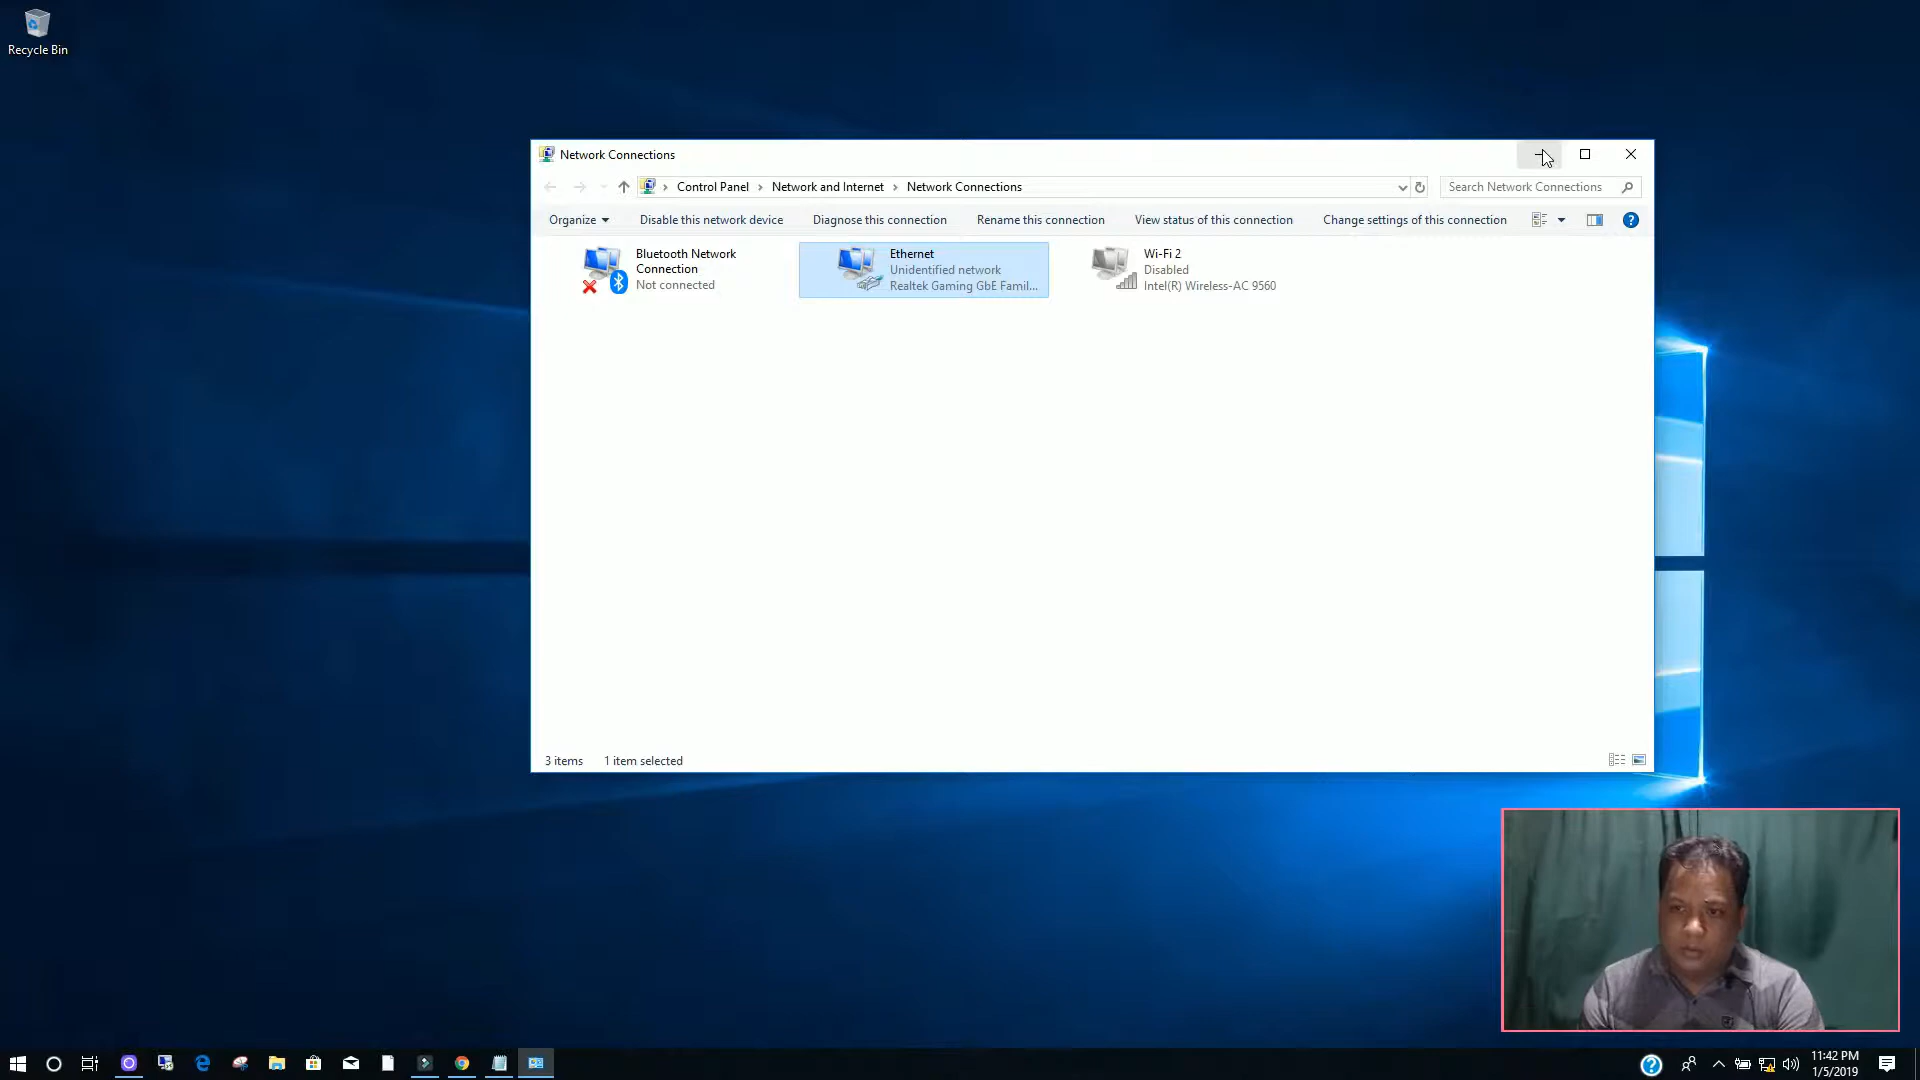 Recycle Bin
Network Connections
Control Panel Network and Internet Network Connections
Search Network Connections
Organize Disable this network device Diagnose this connection Rename this connection View status of this connection Change settings of this connection
Bluetooth Network
Connection
Not connected
Ethernet
Unidentified network
Realtek Gaming GbE Famil...
Wi-Fi 2
Disabled
Intel(R) Wireless-AC 9560
3 items 1 item selected
11:42 PM
1/5/2019